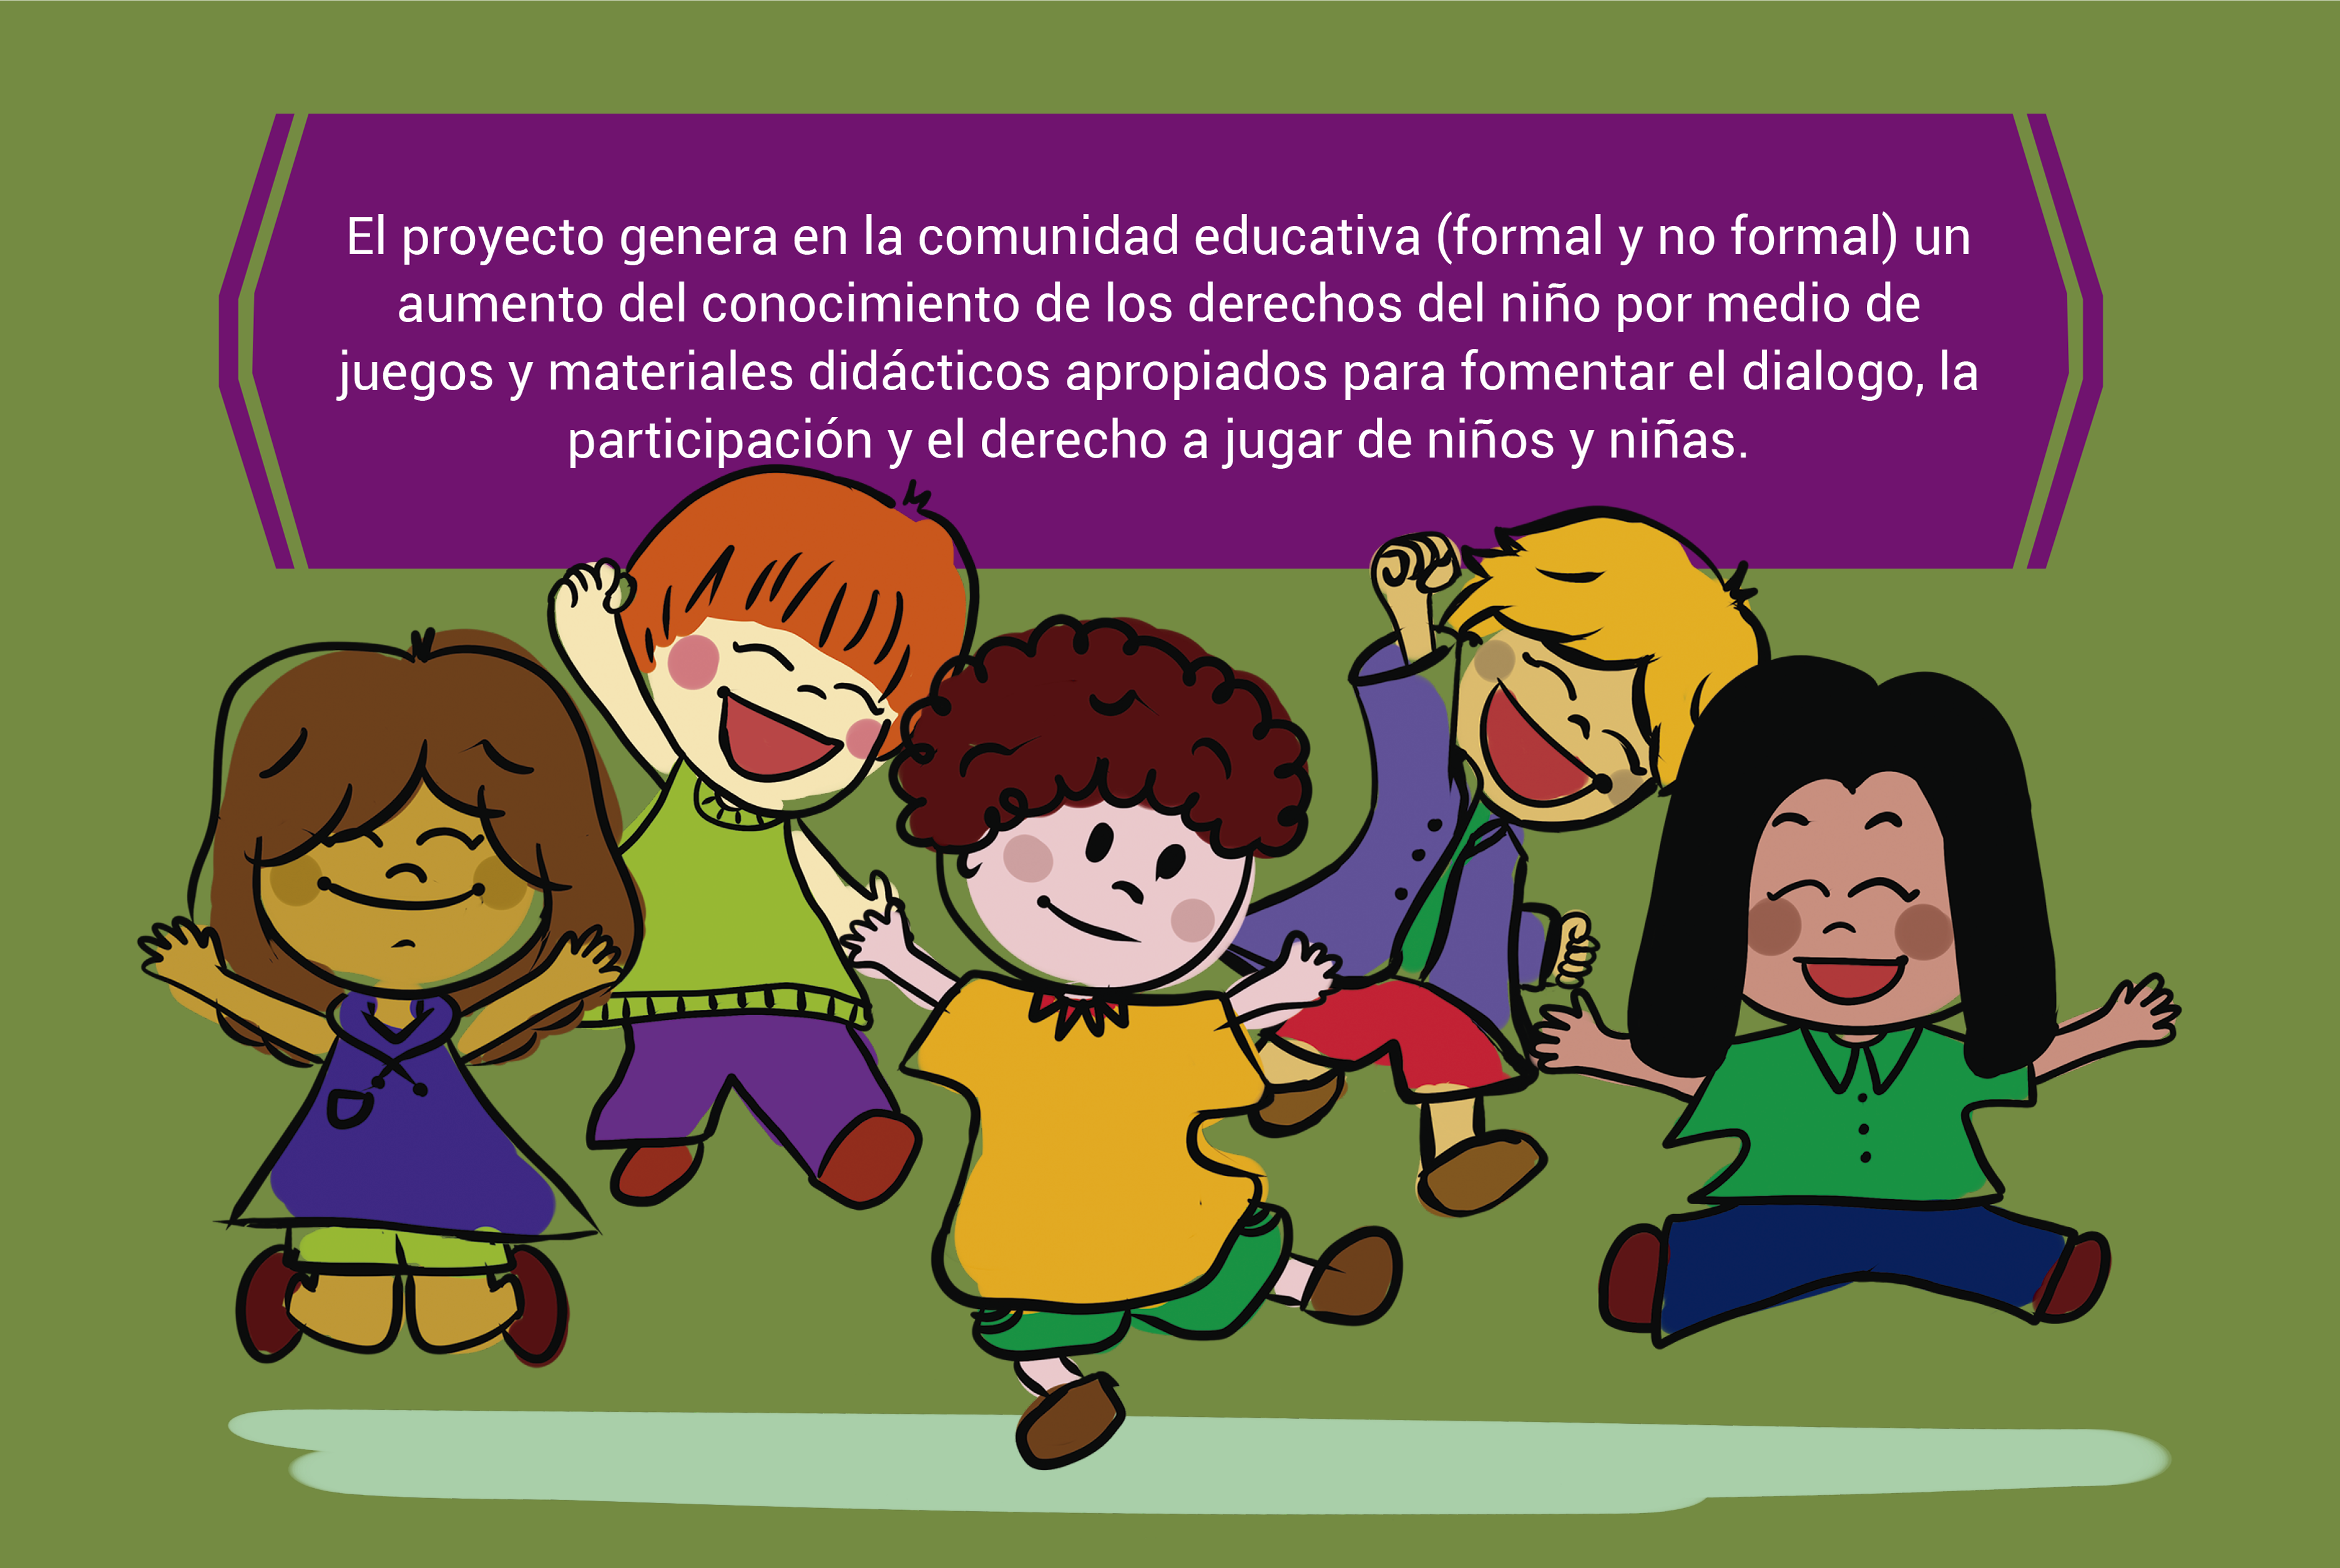 El proyecto genera en la comunidad educativa (formal y no formal) un
aumento del conocimiento de los derechos del niño por medio de
juegos y materiales didácticos apropiados para fomentar el dialogo, la
participación y el derecho a jugar de niños y niñas.